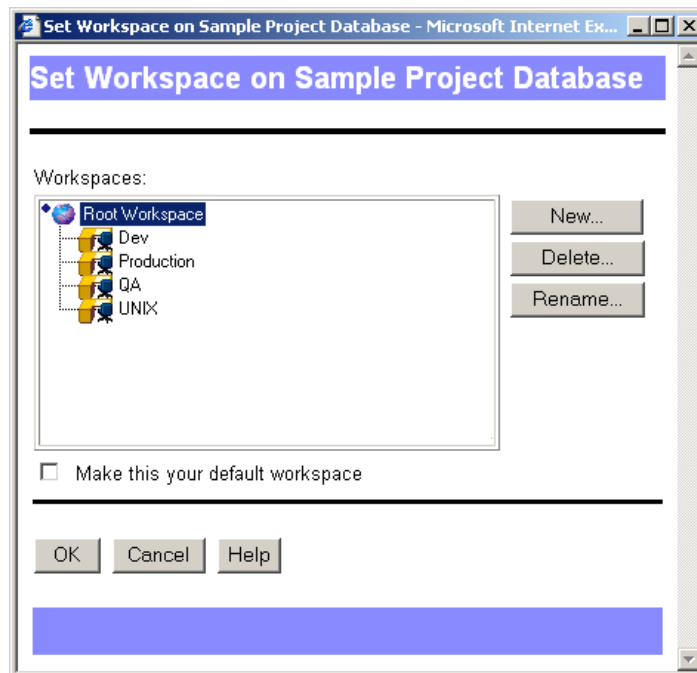 Set Workspace on Sample Project Database - Microsoft Internet Ex...
Set Workspace on Sample Project Database
Workspaces:
Root Workspace
Dev
Production
QA
UNIX
New...
Delete...
Rename...
Make this your default workspace
OK
Cancel
Help